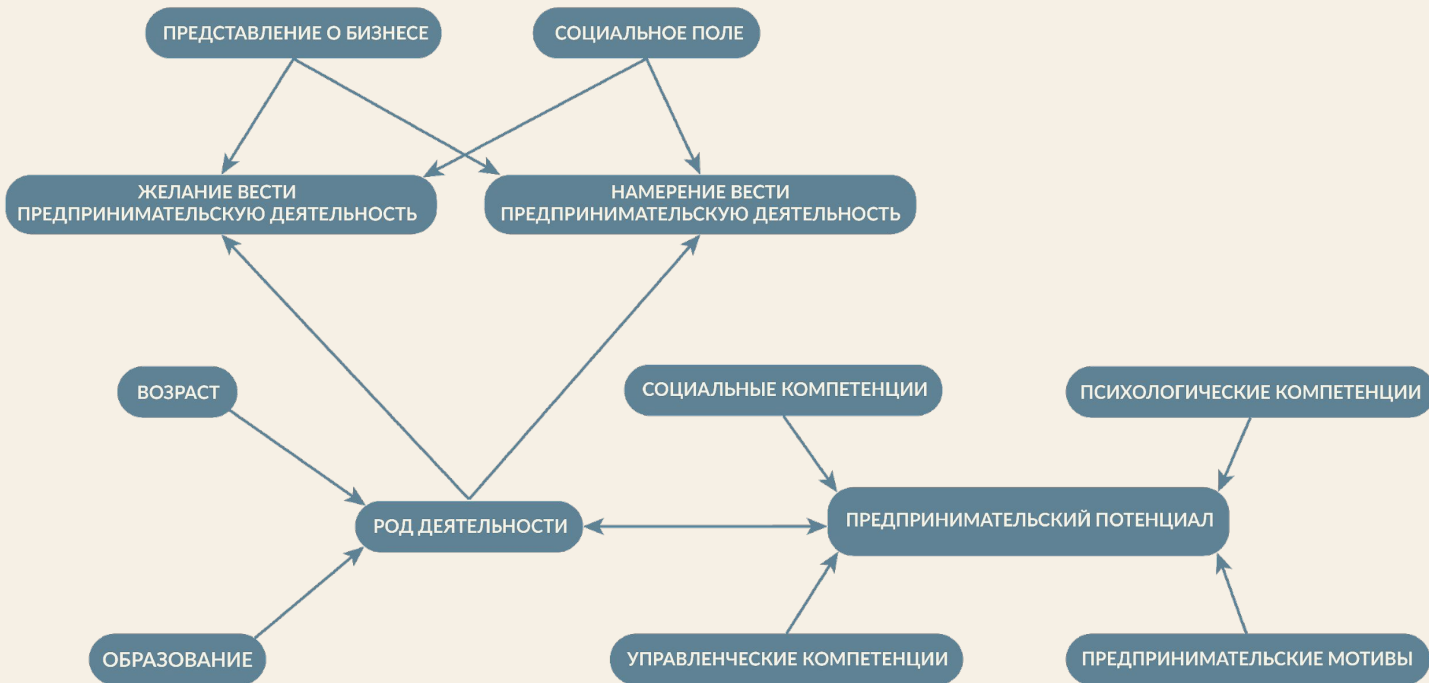 ПРЕДСТАВЛЕНИЕ О БИЗНЕСЕ
СОЦИАЛЬНОЕ ПОЛЕ
ЖЕЛАНИЕ ВЕСТИ
ПРЕДПРИНИМАТЕЛЬСКУЮ ДЕЯТЕЛЬНОСТЬ
НАМЕРЕНИЕ ВЕСТИ
ПРЕДПРИНИМАТЕЛЬСКУЮ ДЕЯТЕЛЬНОСТЬ
ВОЗРАСТ
СОЦИАЛЬНЫЕ КОМПЕТЕНЦИИ
ПСИХОЛОГИЧЕСКИЕ КОМПЕТЕНЦИИ
РОД ДЕЯТЕЛЬНОСТИ
ПРЕДПРИНИМАТЕЛЬСКИЙ ПОТЕНЦИАЛ
ОБРАЗОВАНИЕ
УПРАВЛЕНЧЕСКИЕ КОМПЕТЕНЦИИ
ПРЕДПРИНИМАТЕЛЬСКИЕ МОТИВЫ